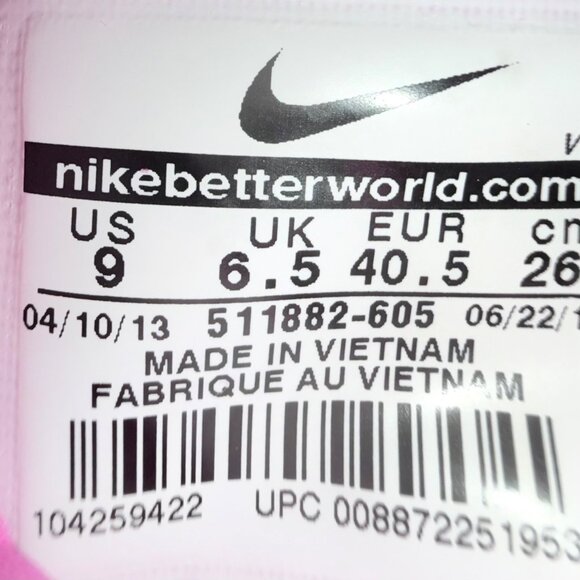 nikebetterworld.com
US UK EUR cm
9 6.5 40.5 26
04/10/13 511882-605 06/22/1
MADE IN VIETNAM
FABRIQUE AU VIETNAM
104259422 UPC 008872251953